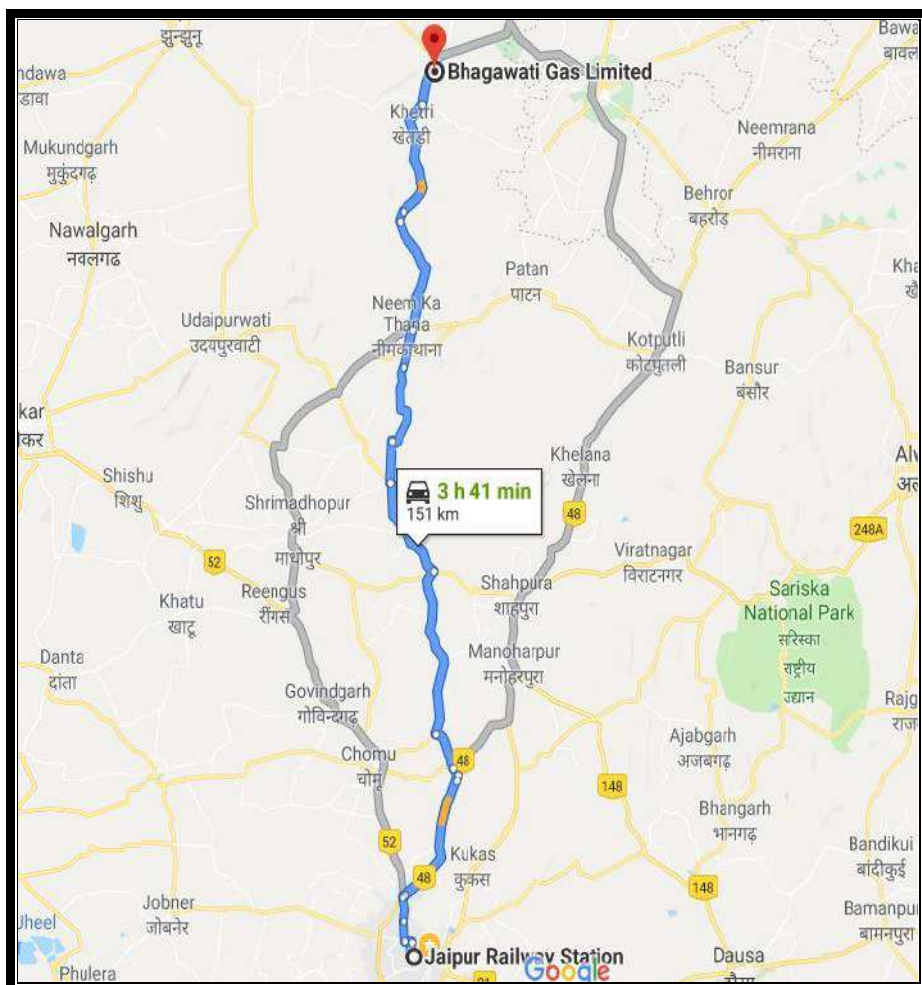 झुन्झुनू
Bawa
बावल
Bhagawati Gas Limited
ndawa
डावा
Khetri
खेतड़ी
Neemrana
नीमराना
Mukundgarh
मुकुंदगढ़
Behror
बहरोड़
Nawalgarh
नवलगढ
Patan
पाटन
Kha
Neem Ka
Thana
नीमकाथाना
Udaipurwati
उदयपुरवाटी
Kotputli
कोटपुतली
Bansur
बंसौर
kar
कर
Khelana
खेलना
Alv
अल
Shishu
शिशु
3 h 41 min
151 km
Shrimadhopur
श्री
माधोपुर
48
248A
52
Viratnagar
विराटनगर
Shahpura
शाहपुरा
Reengus
रींगस
Khatu
खाटू
Sariska
National Park
सरिस्का
राष्ट्रीय
उद्यान
Manoharpur
मनोहरपुरा
Danta
दांता
Govindgarh
गोविन्दगढ़
Rajg
राज
Ajabgarh
अजबगढ़
Chomu
चोमू
48
148
Bhangarh
भानगढ़
52
Kukas
कुकस
Bandikui
बांदीकुई
48
148
Jobner
जोबनेर
Bamanpu
बामनपुरा
Jheel
Jaipur Railway Station
Dausa
Phulera
Google